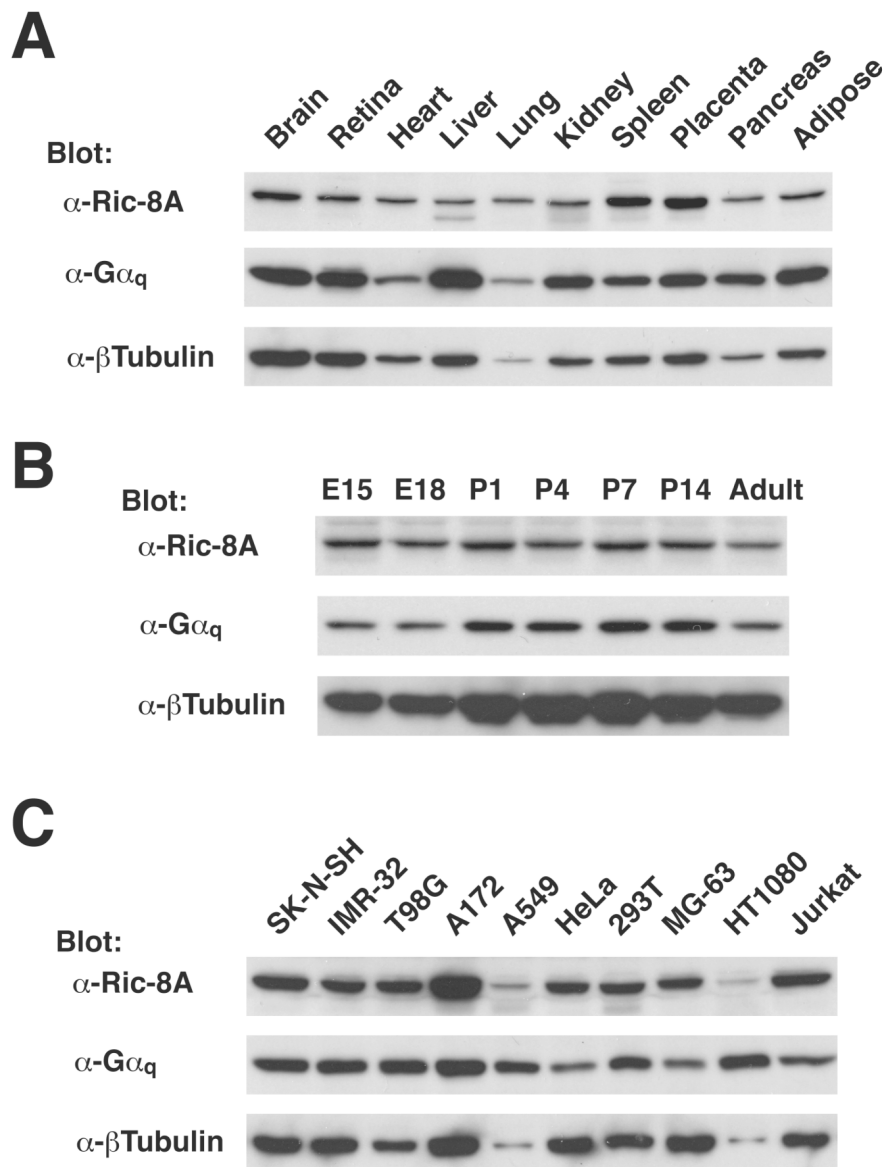 A
Brain Retina Heart Liver Lung Kidney Spleen Placenta Pancreas Adipose
Blot:
α-Ric-8A
α-Gαq
α-βTubulin
B
E15 E18 P1 P4 P7 P14 Adult
Blot:
α-Ric-8A
α-Gαq
α-βTubulin
C
SK-N-SH IMR-32 T98G A172 A549 HeLa 293T MG-63 HT1080 Jurkat
Blot:
α-Ric-8A
α-Gαq
α-βTubulin